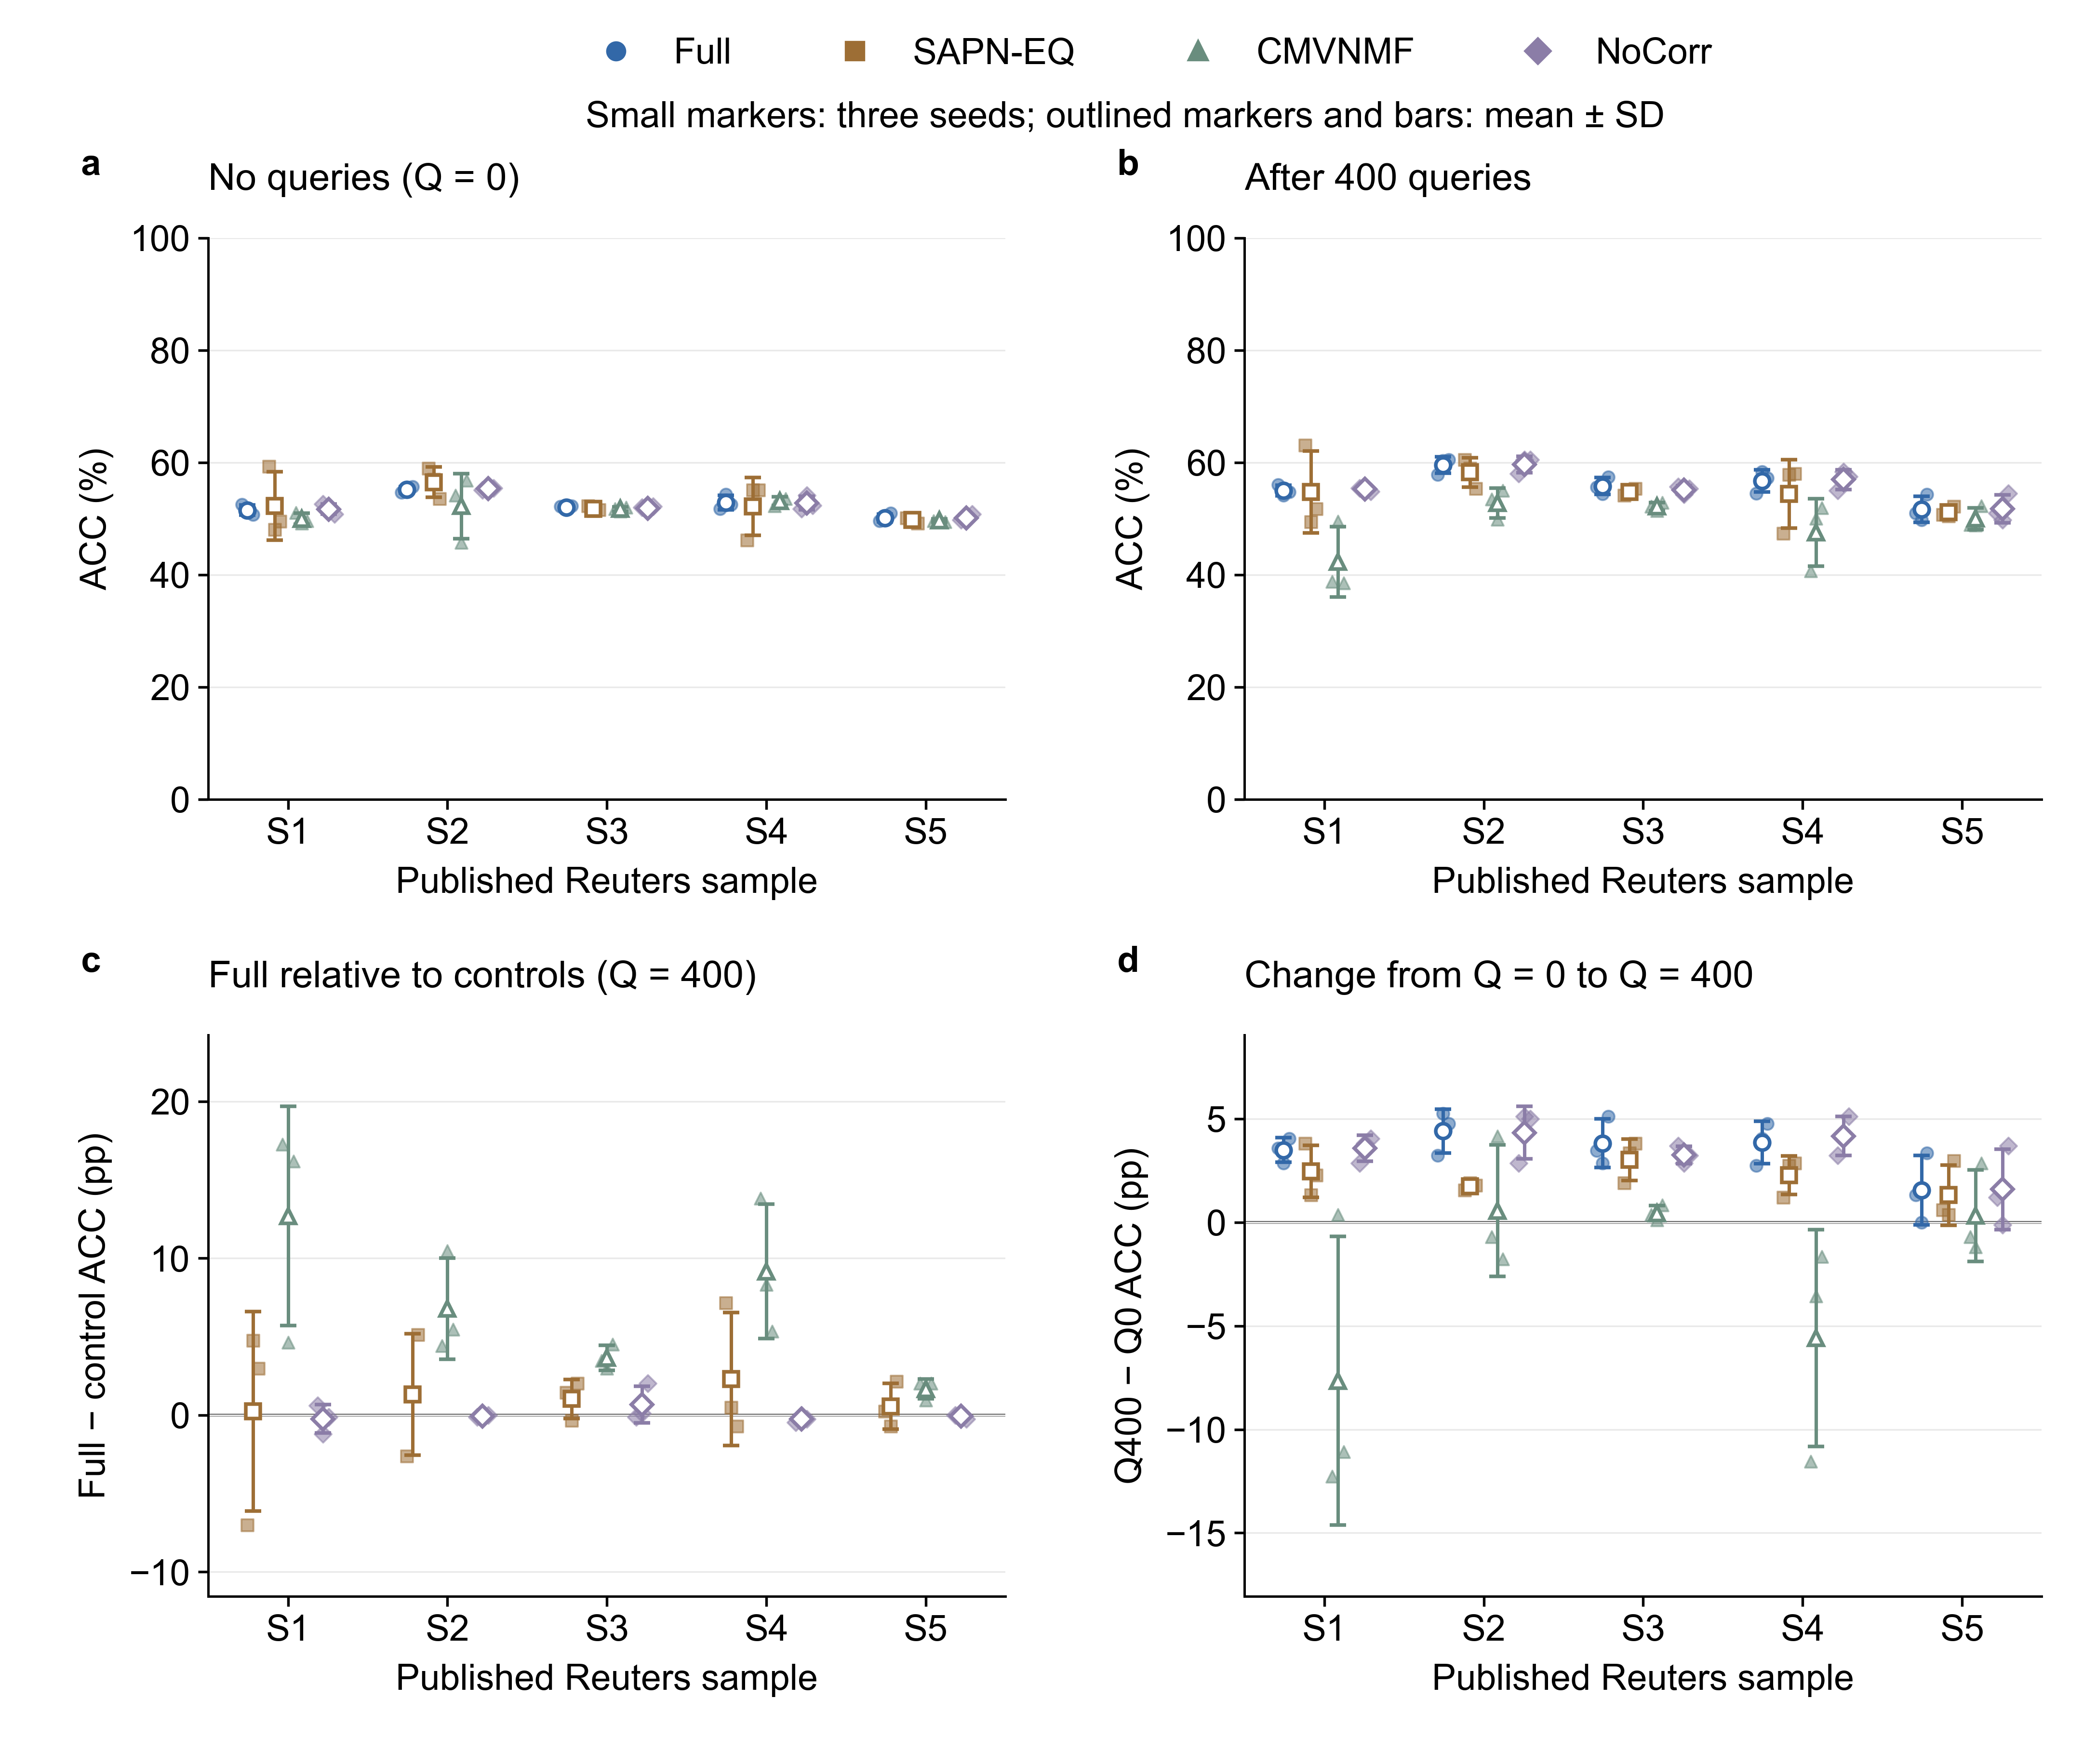 Full SAPN-EQ CMVNMF NoCorr
Small markers: three seeds; outlined markers and bars: mean ± SD
a
No queries (Q = 0)
100
80
60
40
20
0
ACC (%)
S1 S2 S3 S4 S5
Published Reuters sample
b
After 400 queries
100
80
60
40
20
0
ACC (%)
S1 S2 S3 S4 S5
Published Reuters sample
c
Full relative to controls (Q = 400)
20
10
0
−10
Full − control ACC (pp)
S1 S2 S3 S4 S5
Published Reuters sample
d
Change from Q = 0 to Q = 400
5
0
−5
−10
−15
Q400 − Q0 ACC (pp)
S1 S2 S3 S4 S5
Published Reuters sample